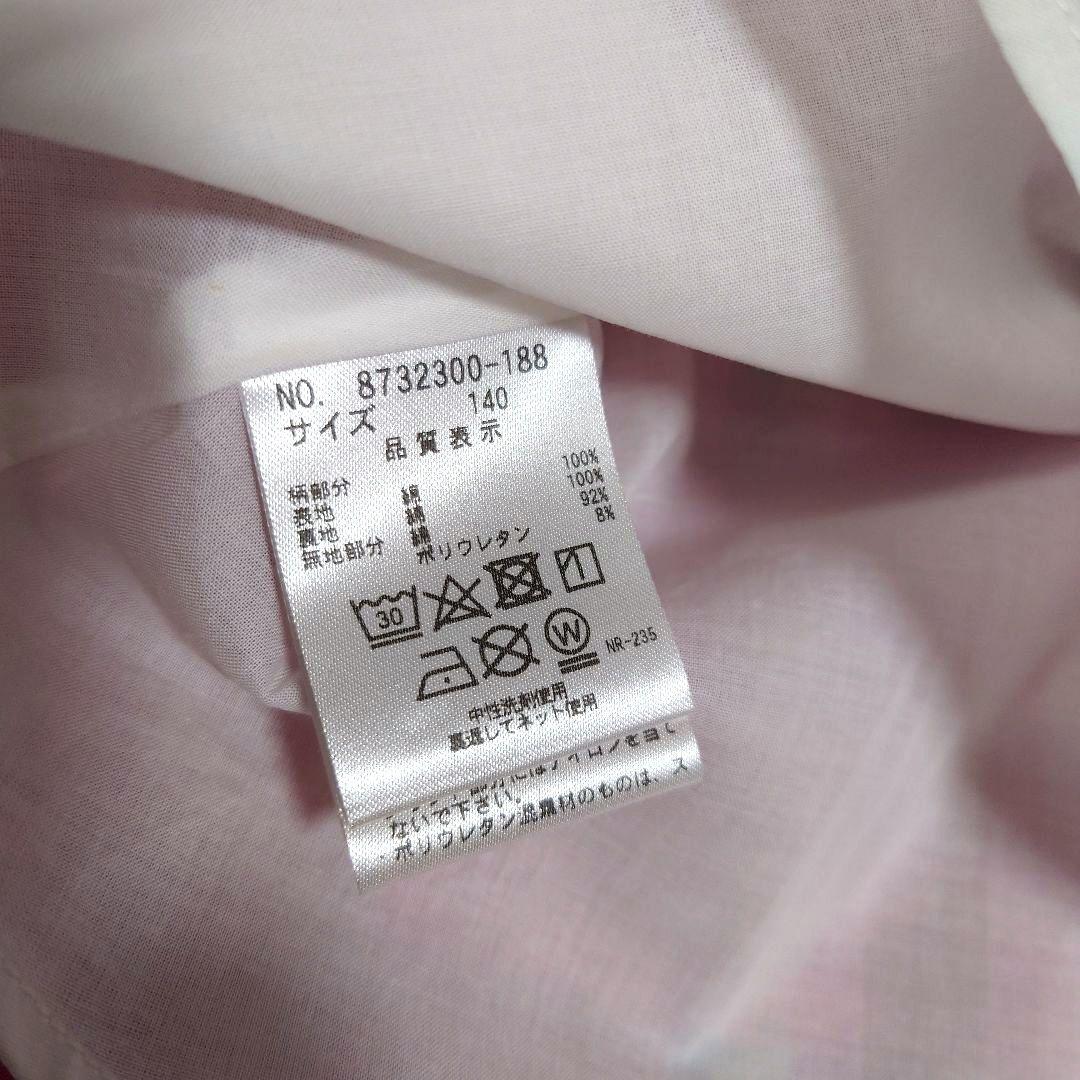 NO. 8732300-188
サイズ 140
品質表示
柄部分
表地 綿 100%
裏地 綿 100%
無地部分 綿 92%
ポリウレタン 8%
30
W NR-235
中性洗剤使用
裏返してネット使用
ないで下さい。
ポリウレタン混素材のものは、ス